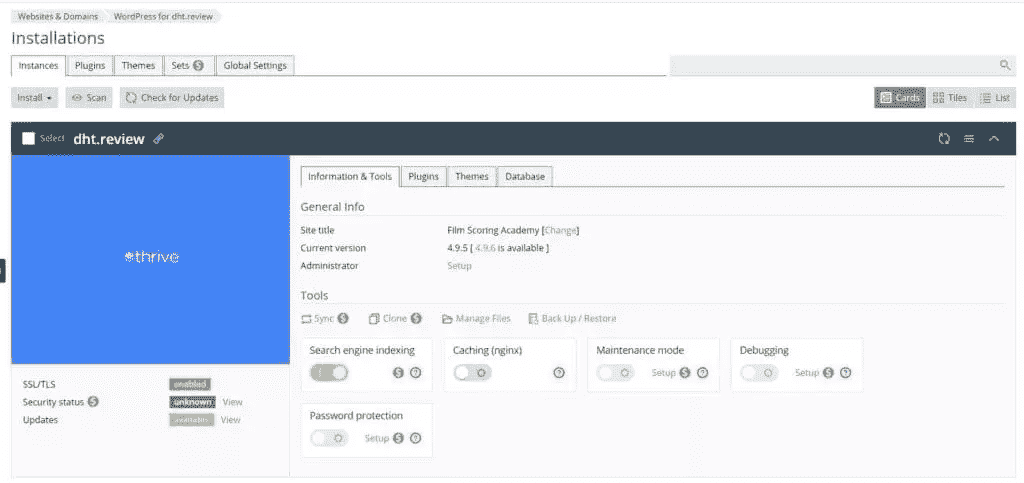 Websites & Domains WordPress for dht.review
Installations
Instances Plugins Themes Sets $ Global Settings
Install Scan Check for Updates Cards Tiles List
Select dht.review
thrive
Information & Tools Plugins Themes Database
General Info
Site title Film Scoring Academy [Change]
Current version 4.9.5 [ 4.9.6 is available ]
Administrator Setup
Tools
Sync $ Clone $ Manage Files Back Up / Restore
Search engine indexing Caching (nginx) Maintenance mode Debugging
$ ? ? Setup $ ? Setup $ ?
SSL/TLS enabled
Security status $ unknown View
Updates available View
Password protection
Setup $ ?